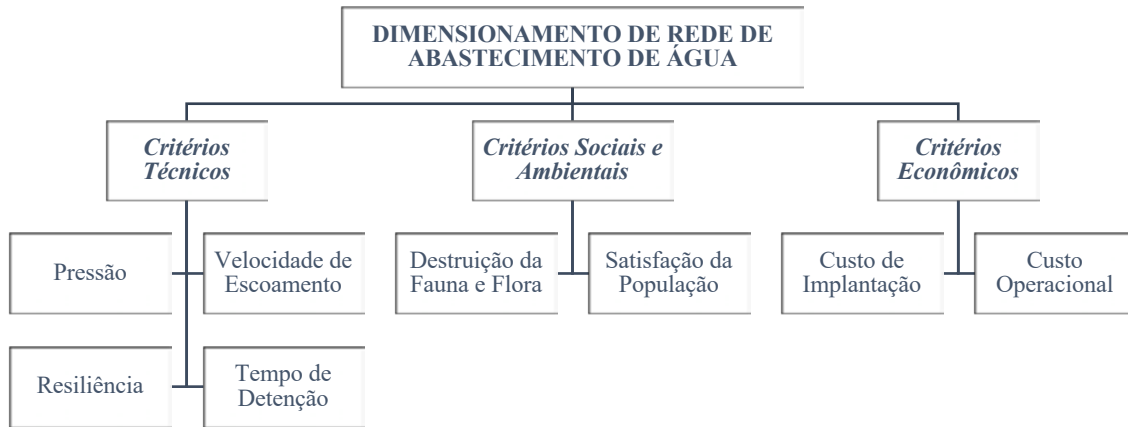 DIMENSIONAMENTO DE REDE DE
ABASTECIMENTO DE ÁGUA
Critérios
Técnicos
Critérios Sociais e
Ambientais
Critérios
Econômicos
Pressão
Velocidade de
Escoamento
Destruição da
Fauna e Flora
Satisfação da
População
Custo de
Implantação
Custo
Operacional
Resiliência
Tempo de
Detenção